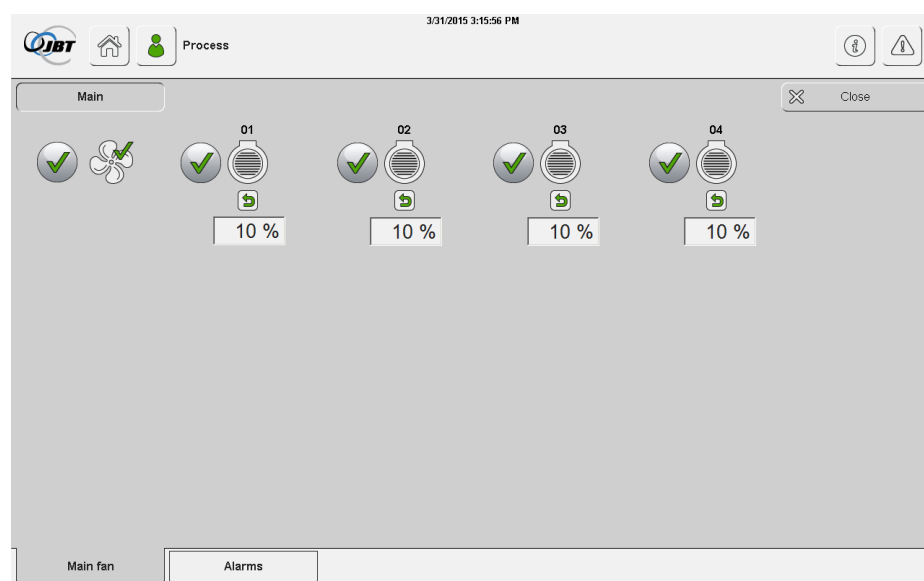 3/31/2015 3:15:56 PM
JBT
Process
Main
Close
01 02 03 04
10 % 10 % 10 % 10 %
Main fan
Alarms